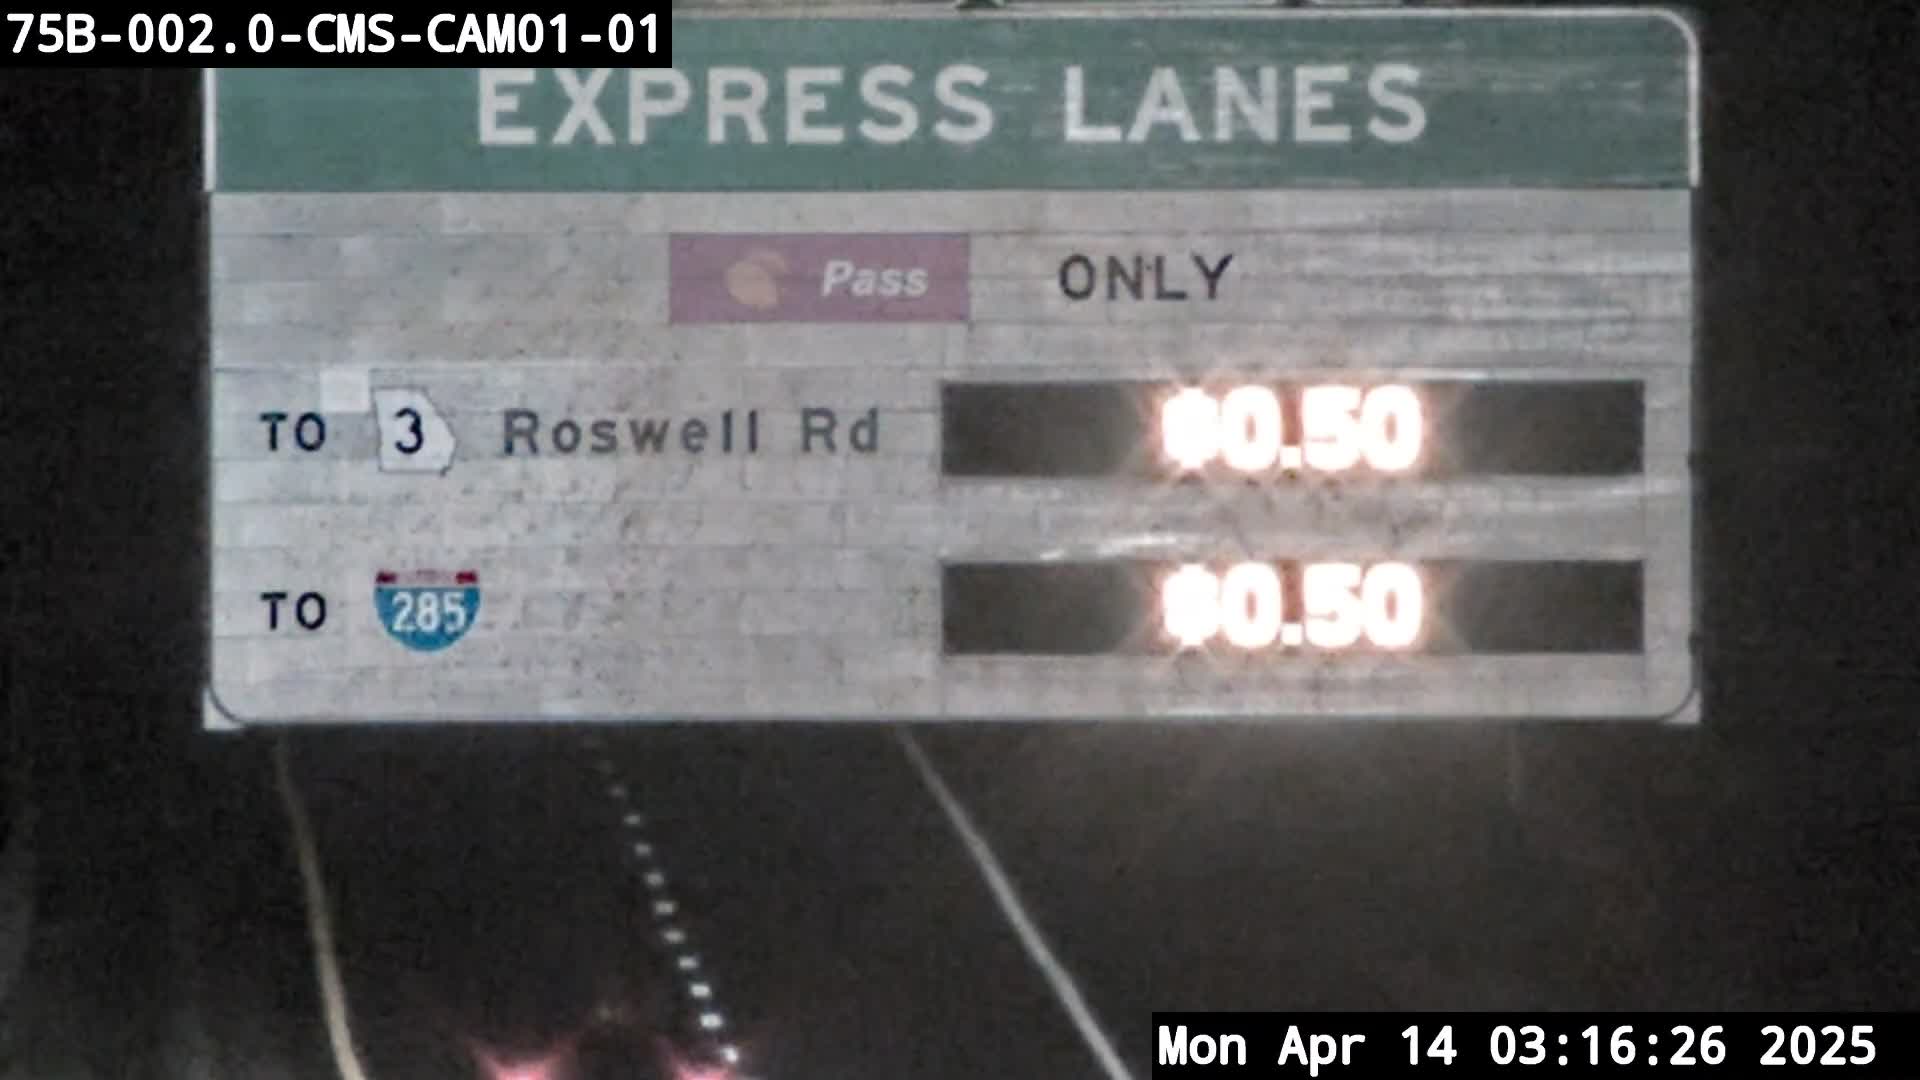 75B-002.0-CMS-CAM01-01
EXPRESS LANES
Pass ONLY
TO 3 Roswell Rd $0.50
TO 285 $0.50
Mon Apr 14 03:16:26 2025